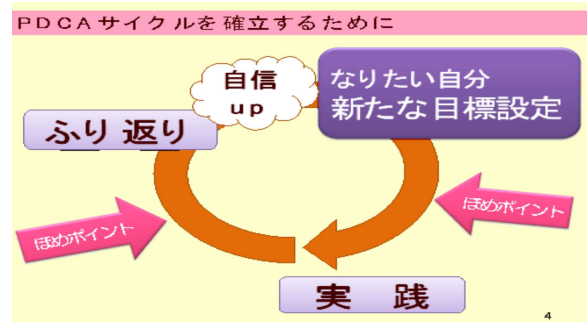 PDCAサイクルを確立するために
自信
up
なりたい自分
新たな目標設定
ふり返り
ほめポイント
ほめポイント
実 践
4